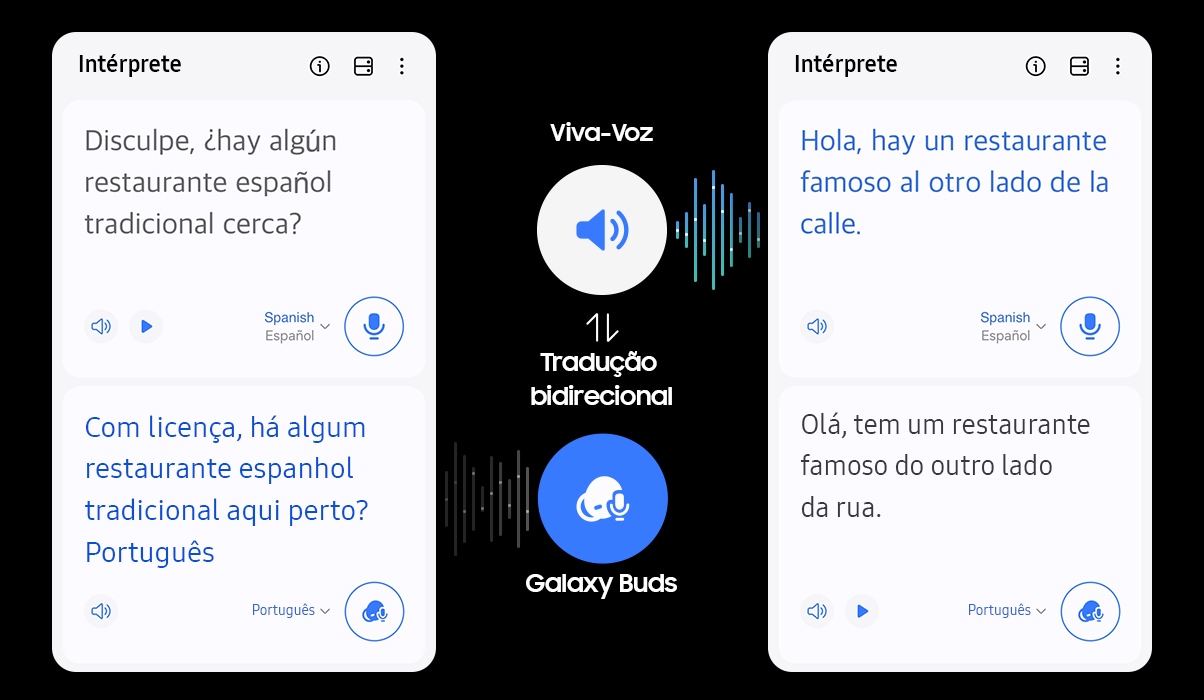 Intérprete
Disculpe, ¿hay algún
restaurante español
tradicional cerca?
Spanish
Español
Com licença, há algum
restaurante espanhol
tradicional aqui perto?
Português
Português
Viva-Voz
Tradução
bidirecional
Galaxy Buds
Intérprete
Hola, hay un restaurante
famoso al otro lado de la
calle.
Spanish
Español
Olá, tem um restaurante
famoso do outro lado
da rua.
Português